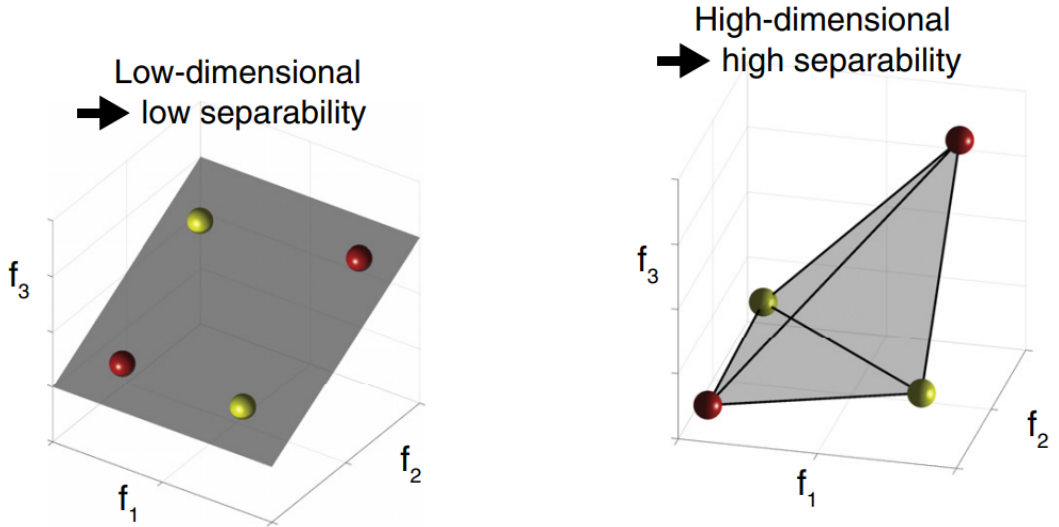 Low-dimensional
low separability
f3
f1
f2
High-dimensional
high separability
f3
f1
f2